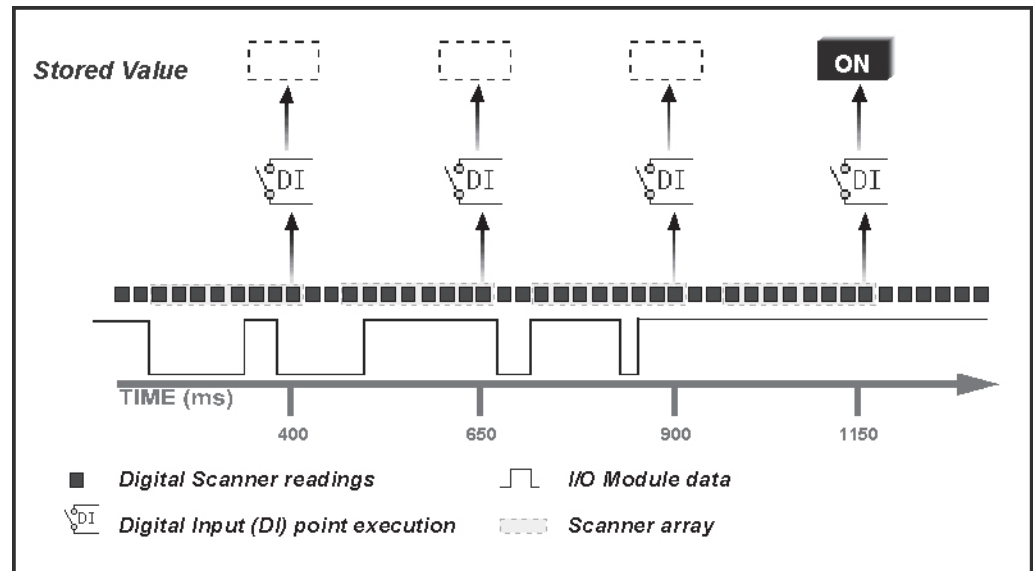 Stored Value
ON
DI DI DI DI
TIME (ms)
400 650 900 1150
Digital Scanner readings
I/O Module data
DI
Digital Input (DI) point execution
Scanner array